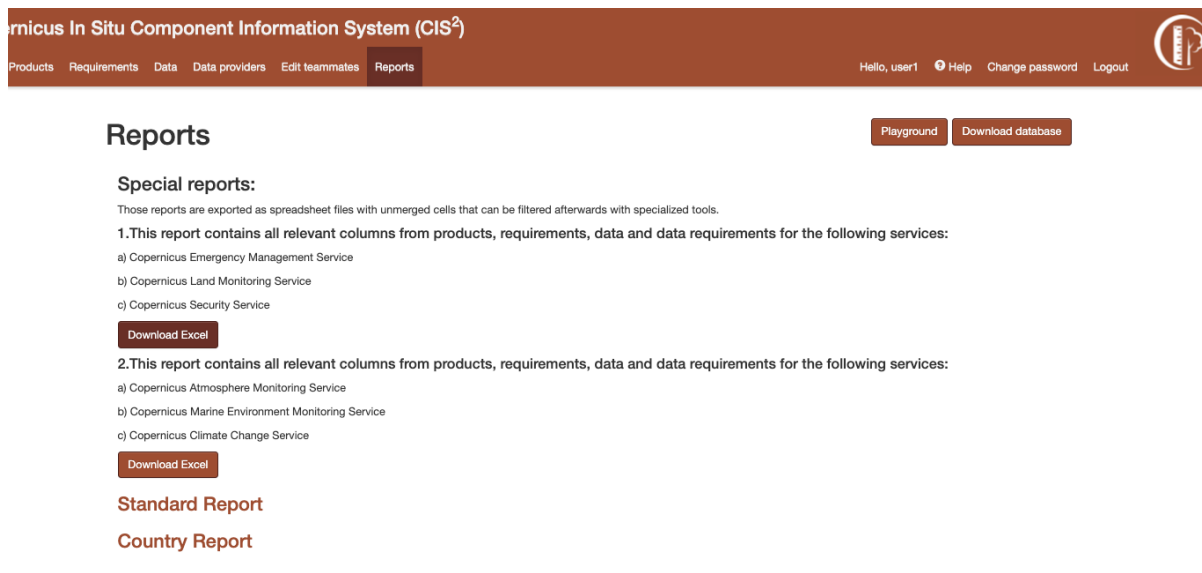 ernicus In Situ Component Information System (CIS²)
Products Requirements Data Data providers Edit teammates Reports Hello, user1 Help Change password Logout
Reports Playground Download database
Special reports:
Those reports are exported as spreadsheet files with unmerged cells that can be filtered afterwards with specialized tools.
1.This report contains all relevant columns from products, requirements, data and data requirements for the following services:
a) Copernicus Emergency Management Service
b) Copernicus Land Monitoring Service
c) Copernicus Security Service
Download Excel
2.This report contains all relevant columns from products, requirements, data and data requirements for the following services:
a) Copernicus Atmosphere Monitoring Service
b) Copernicus Marine Environment Monitoring Service
c) Copernicus Climate Change Service
Download Excel
Standard Report
Country Report